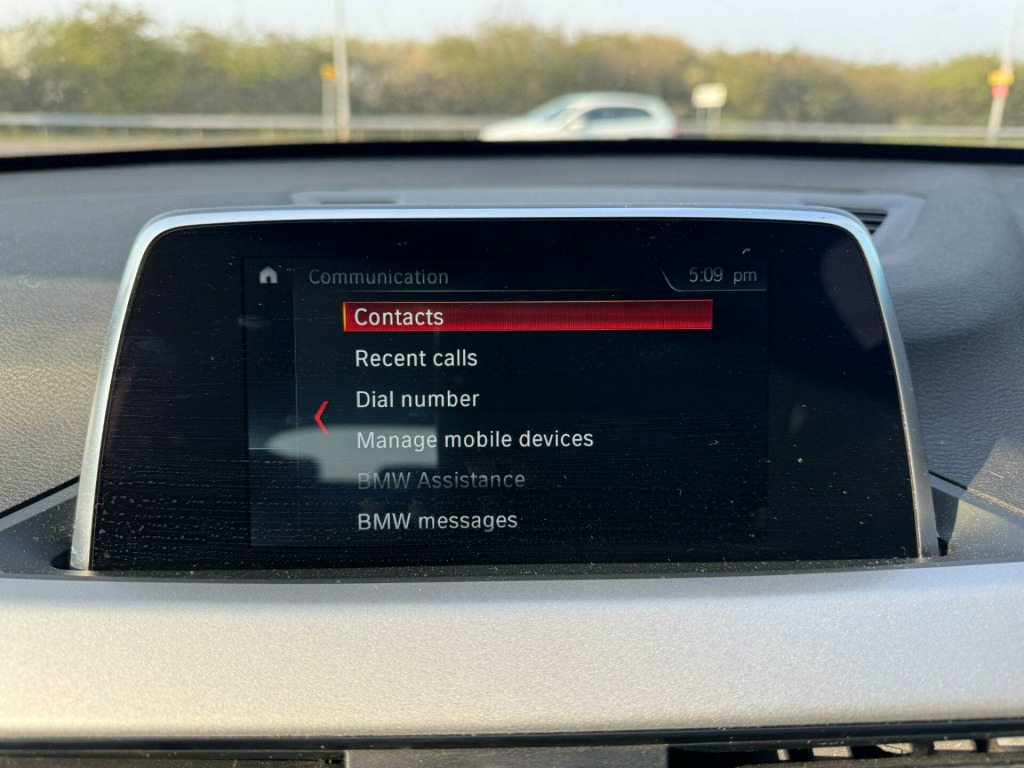 Communication
5:09 pm
Contacts
Recent calls
Dial number
Manage mobile devices
BMW Assistance
BMW messages